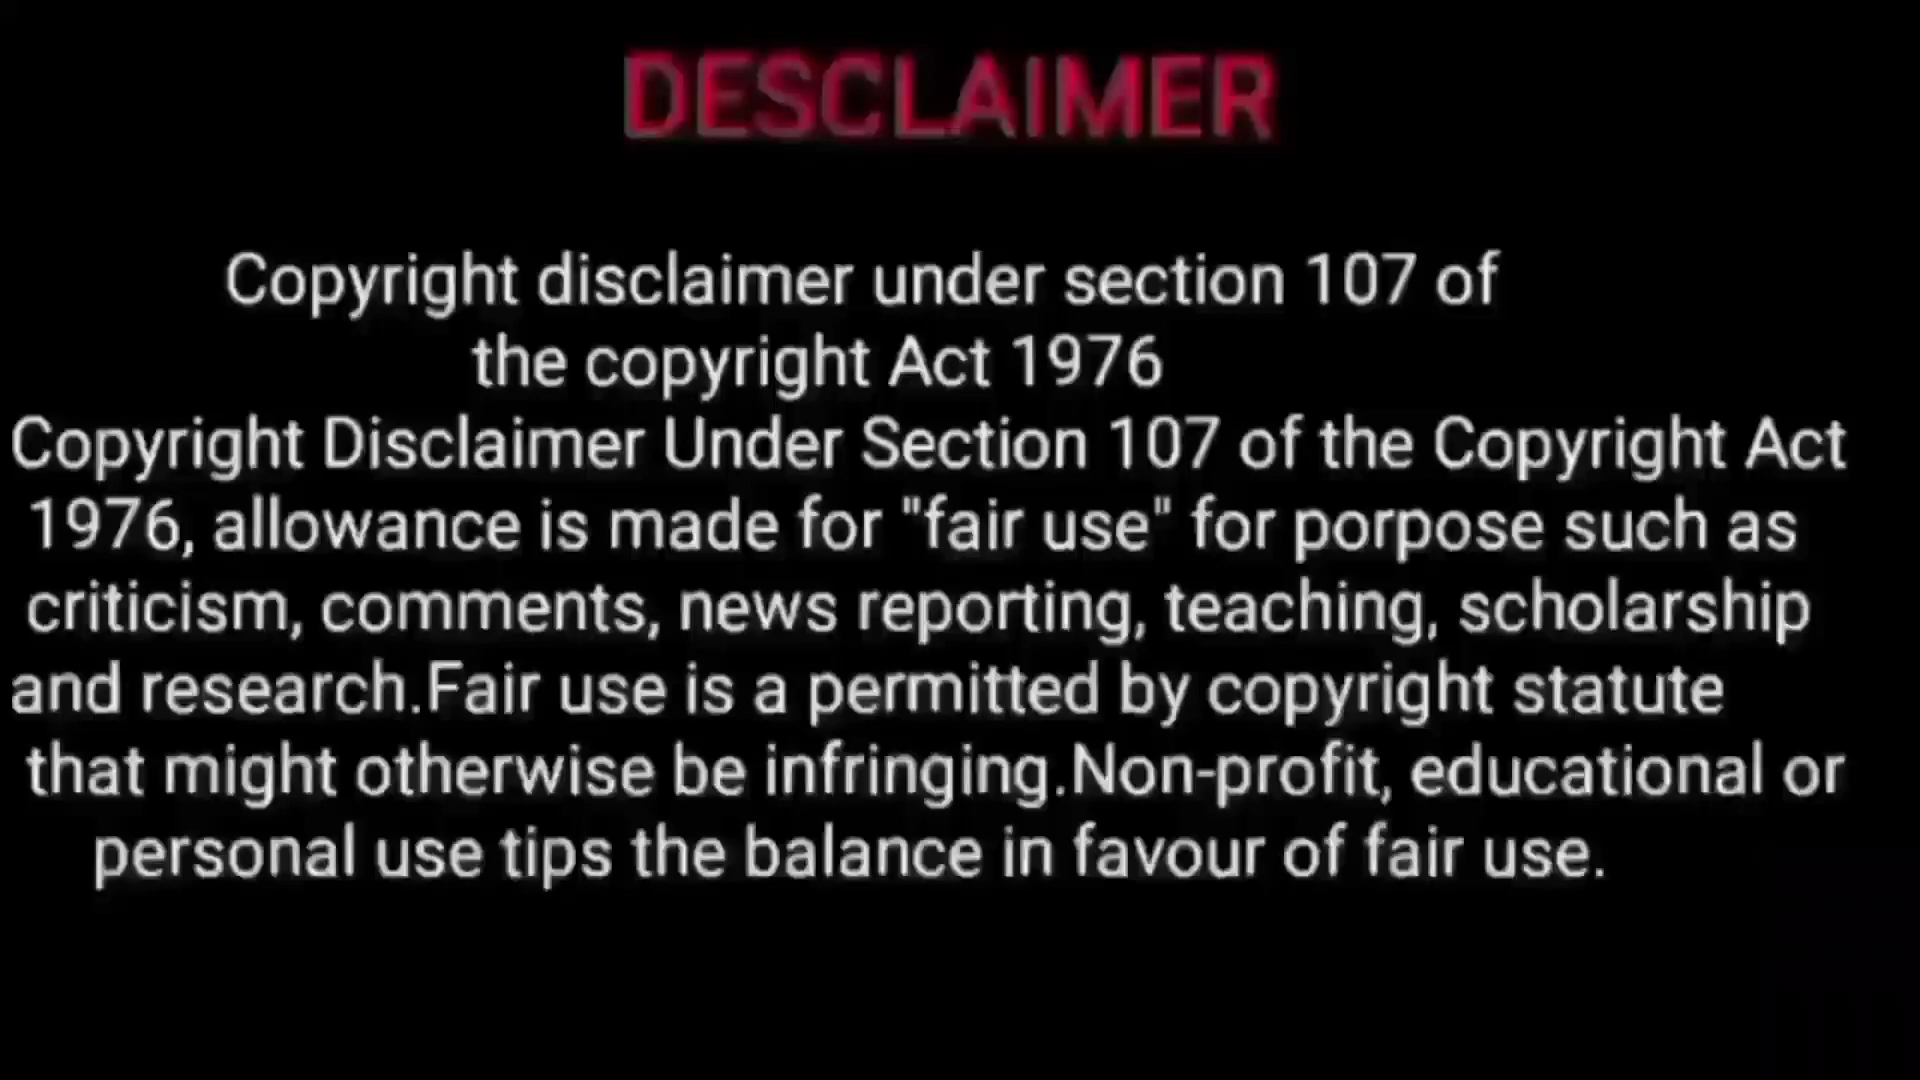 DESCLAIMER
Copyright disclaimer under section 107 of
the copyright Act 1976
Copyright Disclaimer Under Section 107 of the Copyright Act
1976, allowance is made for "fair use" for porpose such as
criticism, comments, news reporting, teaching, scholarship
and research.Fair use is a permitted by copyright statute
that might otherwise be infringing.Non-profit, educational or
personal use tips the balance in favour of fair use.